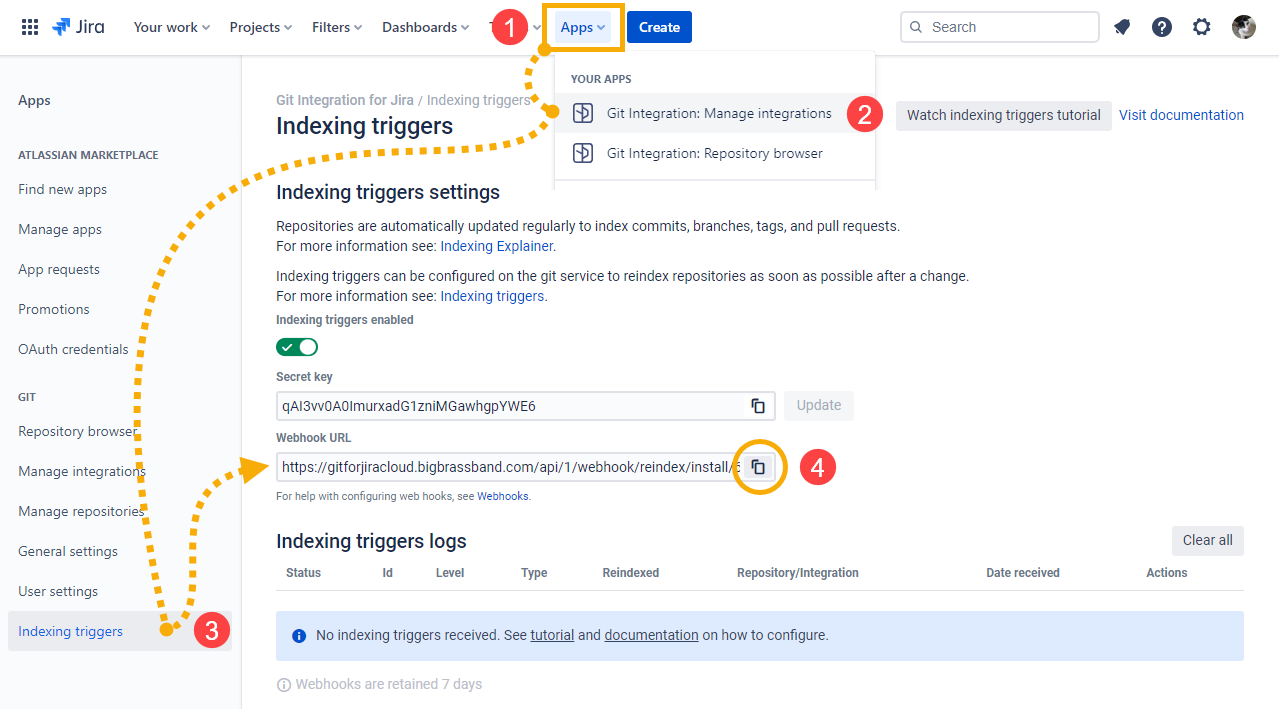 Jira
Your work
Projects
Filters
Dashboards
1
Apps
Create
Search
YOUR APPS
Git Integration: Manage integrations
2
Git Integration: Repository browser
Apps
ATLASSIAN MARKETPLACE
Find new apps
Manage apps
App requests
Promotions
OAuth credentials
GIT
Repository browser
Manage integrations
Manage repositories
General settings
User settings
Indexing triggers
3
Git Integration for Jira / Indexing triggers
Indexing triggers
Watch indexing triggers tutorial
Visit documentation
Indexing triggers settings
Repositories are automatically updated regularly to index commits, branches, tags, and pull requests.
For more information see: Indexing Explainer.
Indexing triggers can be configured on the git service to reindex repositories as soon as possible after a change.
For more information see: Indexing triggers.
Indexing triggers enabled
Secret key
qAI3vv0A0ImurxadG1zniMGawhgpYWE6
Update
Webhook URL
https://gitforjiracloud.bigbrassband.com/api/1/webhook/reindex/install/
4
For help with configuring web hooks, see Webhooks.
Indexing triggers logs
Clear all
Status Id Level Type Reindexed Repository/Integration Date received Actions
No indexing triggers received. See tutorial and documentation on how to configure.
Webhooks are retained 7 days